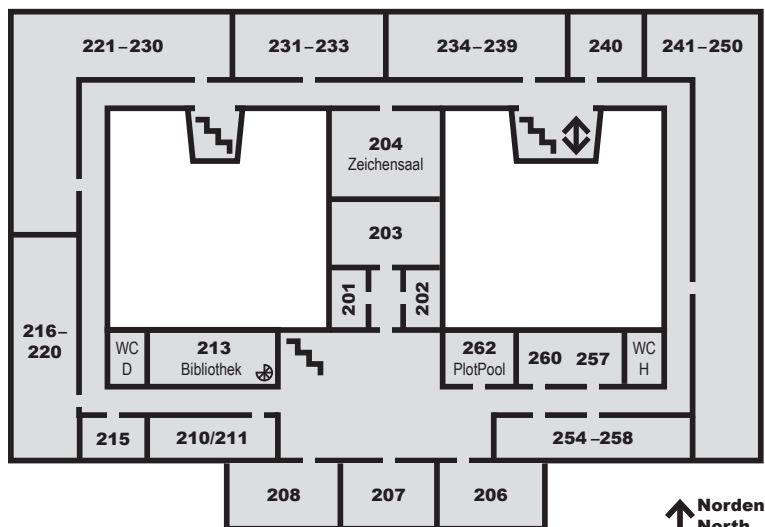 221–230
231–233
234–239
240
241–250
204
Zeichensaal
203
201
202
216–
220
WC
D
213
Bibliothek
262
PlotPool
260
257
WC
H
215
210/211
254–258
208
207
206
Norden
North